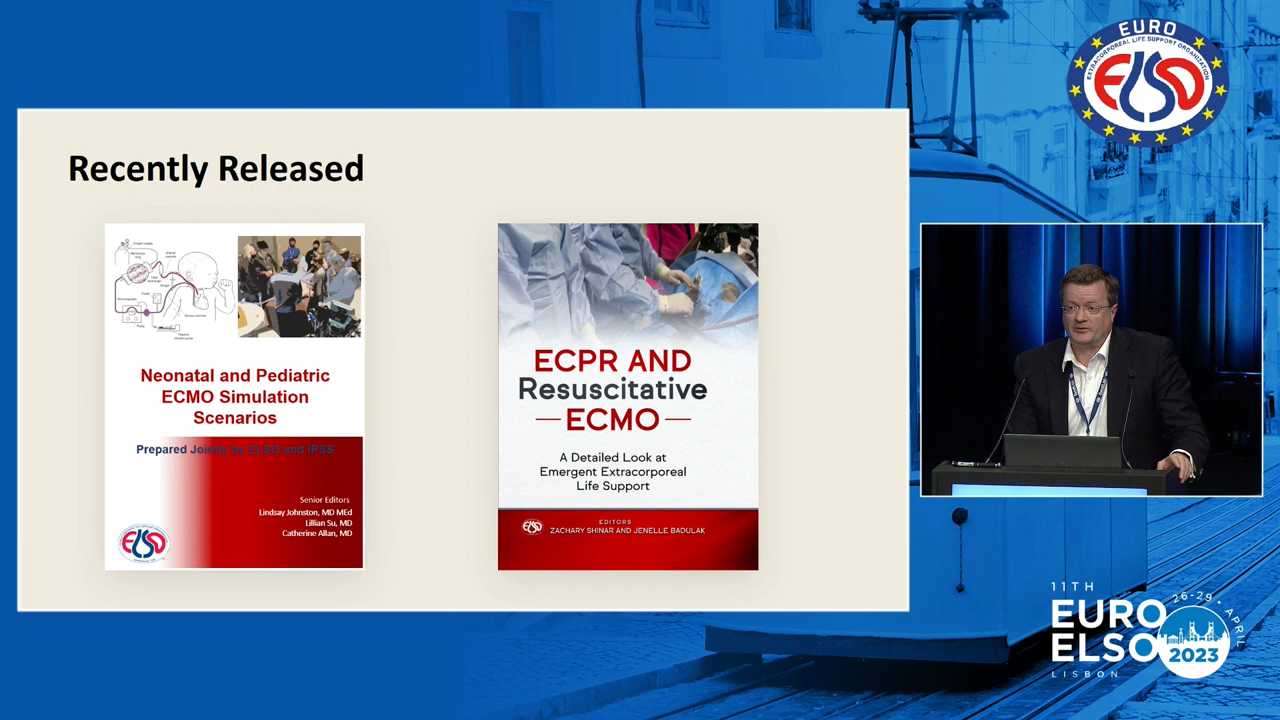 Recently Released
Neonatal and Pediatric
ECMO Simulation
Scenarios
Prepared Jointly by ELSO and IPSS
Senior Editors
Lindsay Johnston, MD MEd
Lillian Su, MD
Catherine Allan, MD
ELSO
ECPR AND
Resuscitative
ECMO
A Detailed Look at
Emergent Extracorporeal
Life Support
EDITORS
ZACHARY SHINAR AND JENELLE BADULAK
EURO
EXTRACORPOREAL LIFE SUPPORT ORGANIZATION
ELSO
11TH
EURO
ELSO
2023
LISBON
26-29 • APRIL